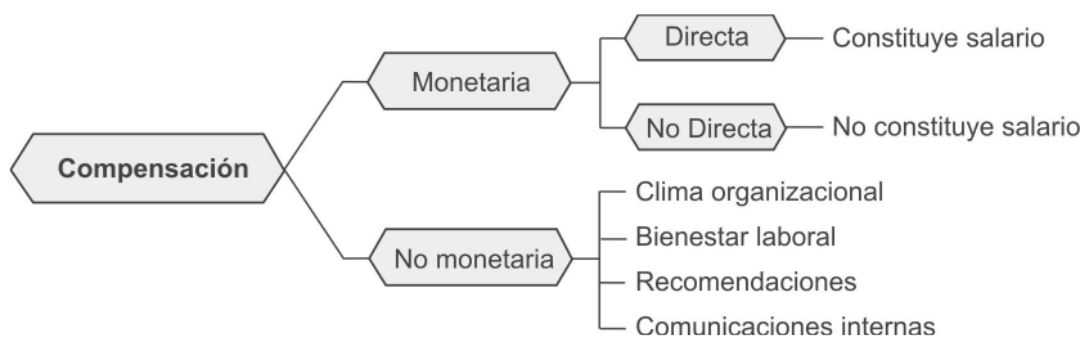 Compensación
Monetaria
Directa
Constituye salario
No Directa
No constituye salario
No monetaria
Clima organizacional
Bienestar laboral
Recomendaciones
Comunicaciones internas